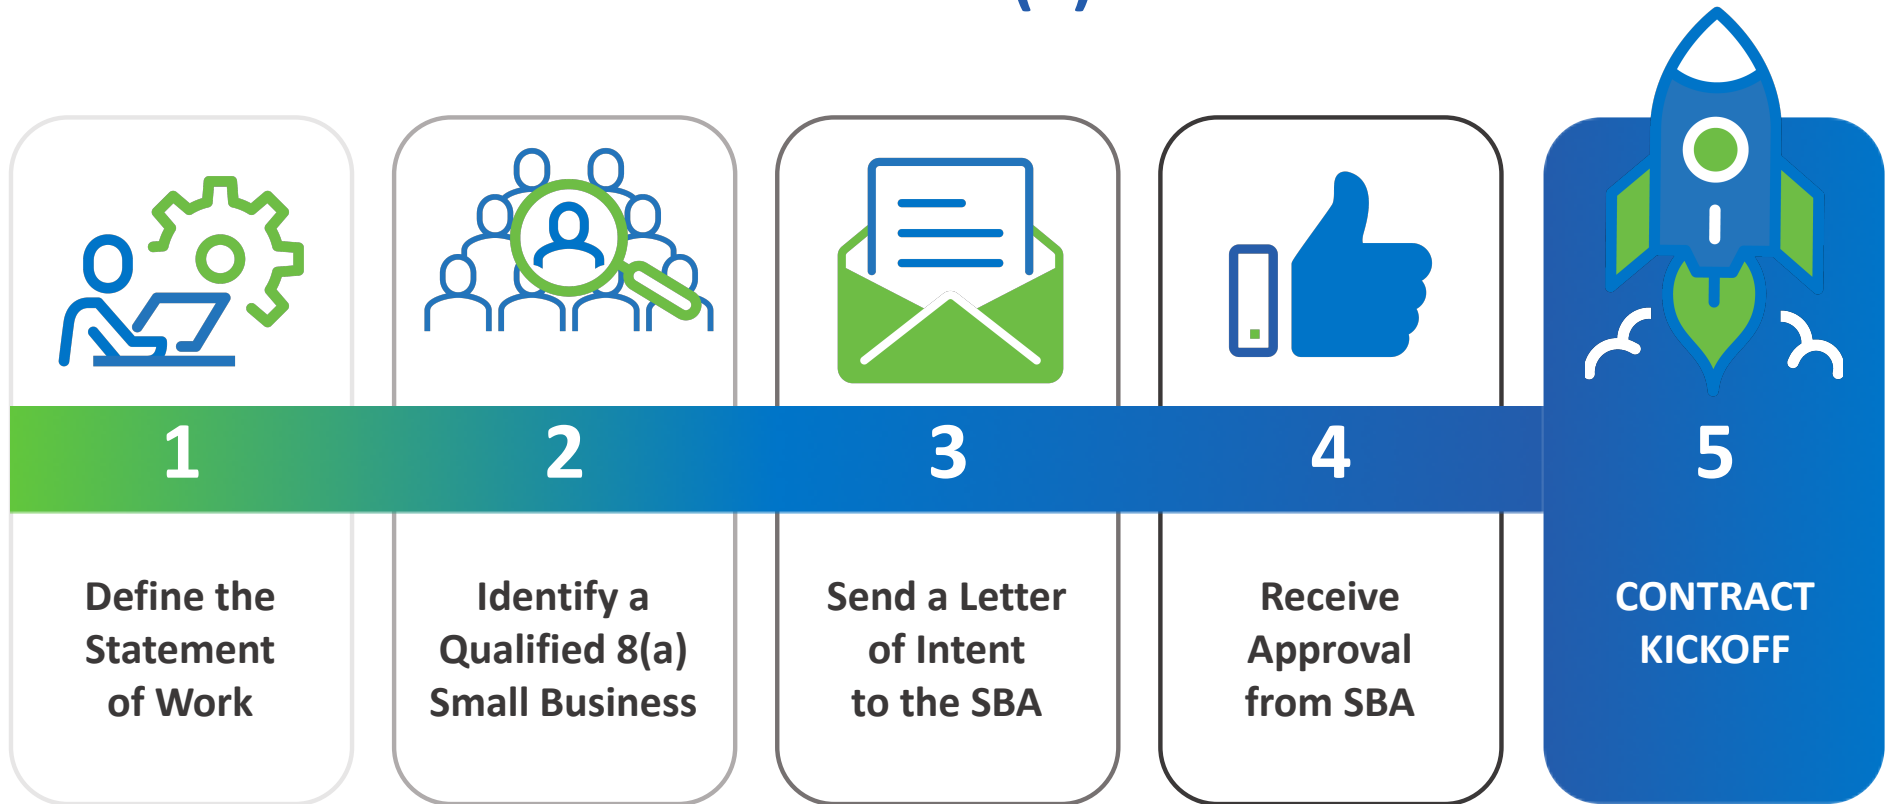 1
2
3
4
5
Define the
Statement
of Work
Identify a
Qualified 8(a)
Small Business
Send a Letter
of Intent
to the SBA
Receive
Approval
from SBA
CONTRACT
KICKOFF